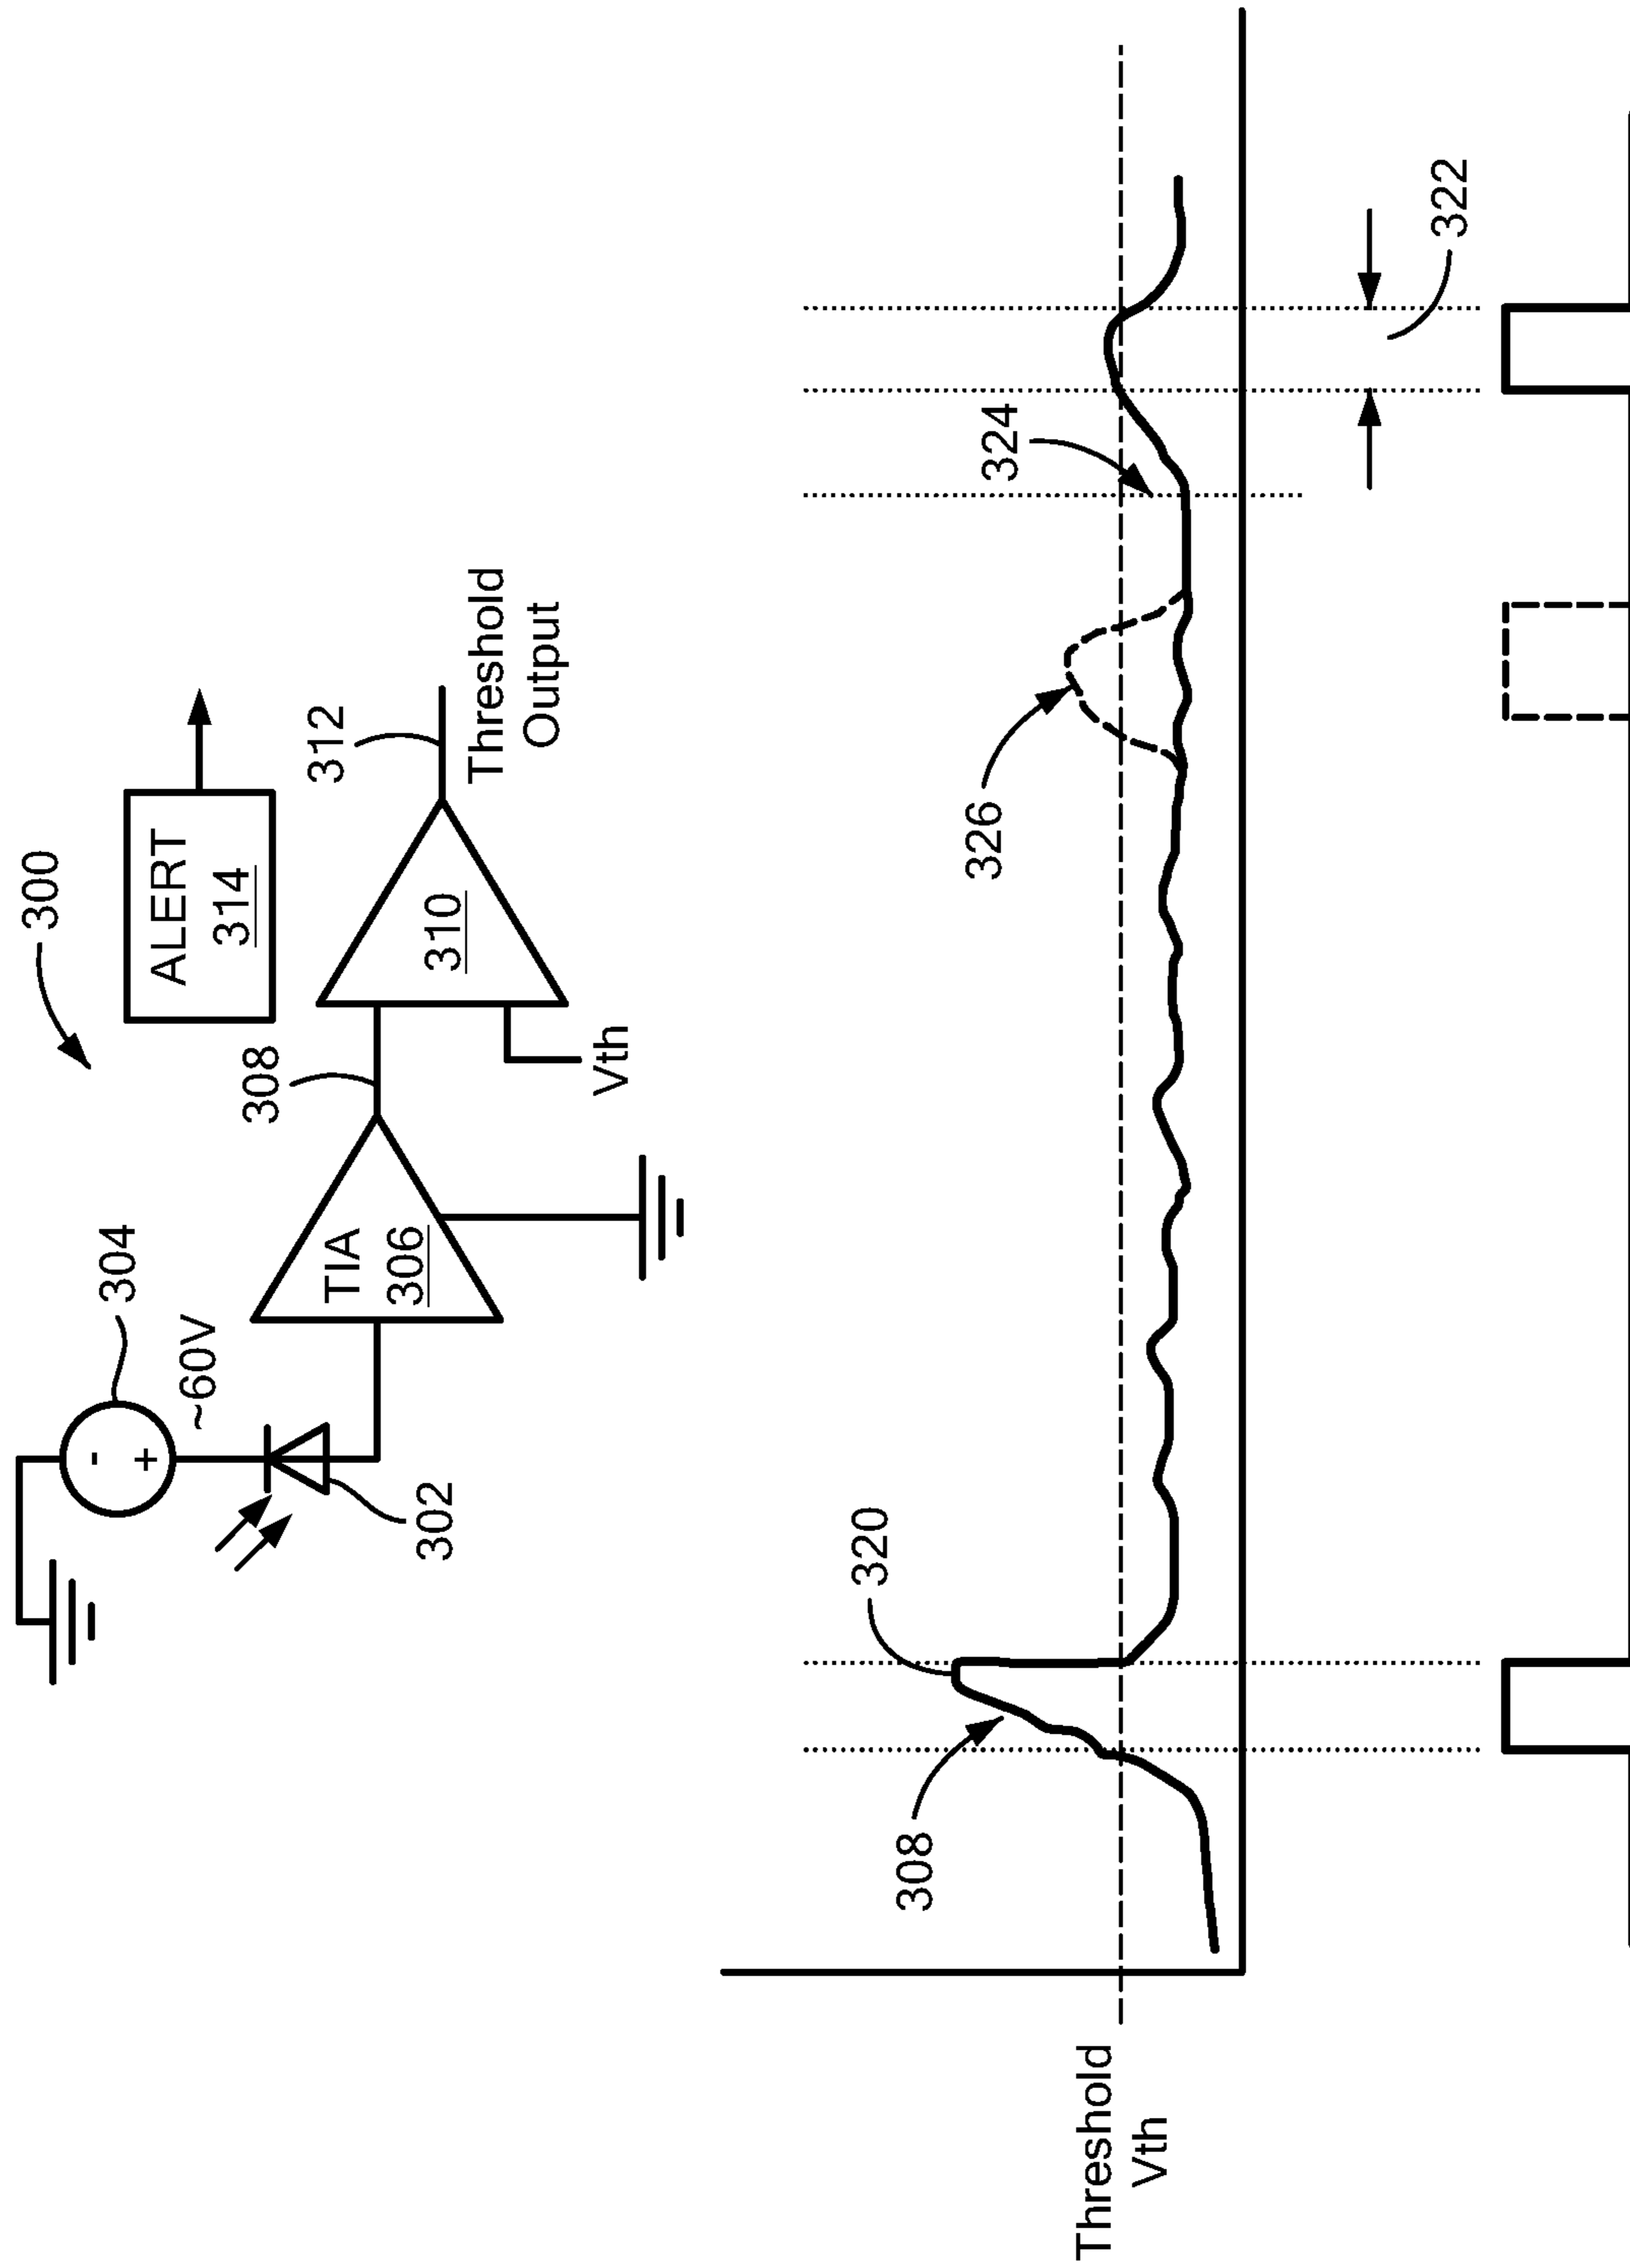 300
304
~60V
ALERT
314
308
312
TIA
306
310
302
Vth
Threshold
Output
320
308
326
324
Threshold
Vth
322
-
+